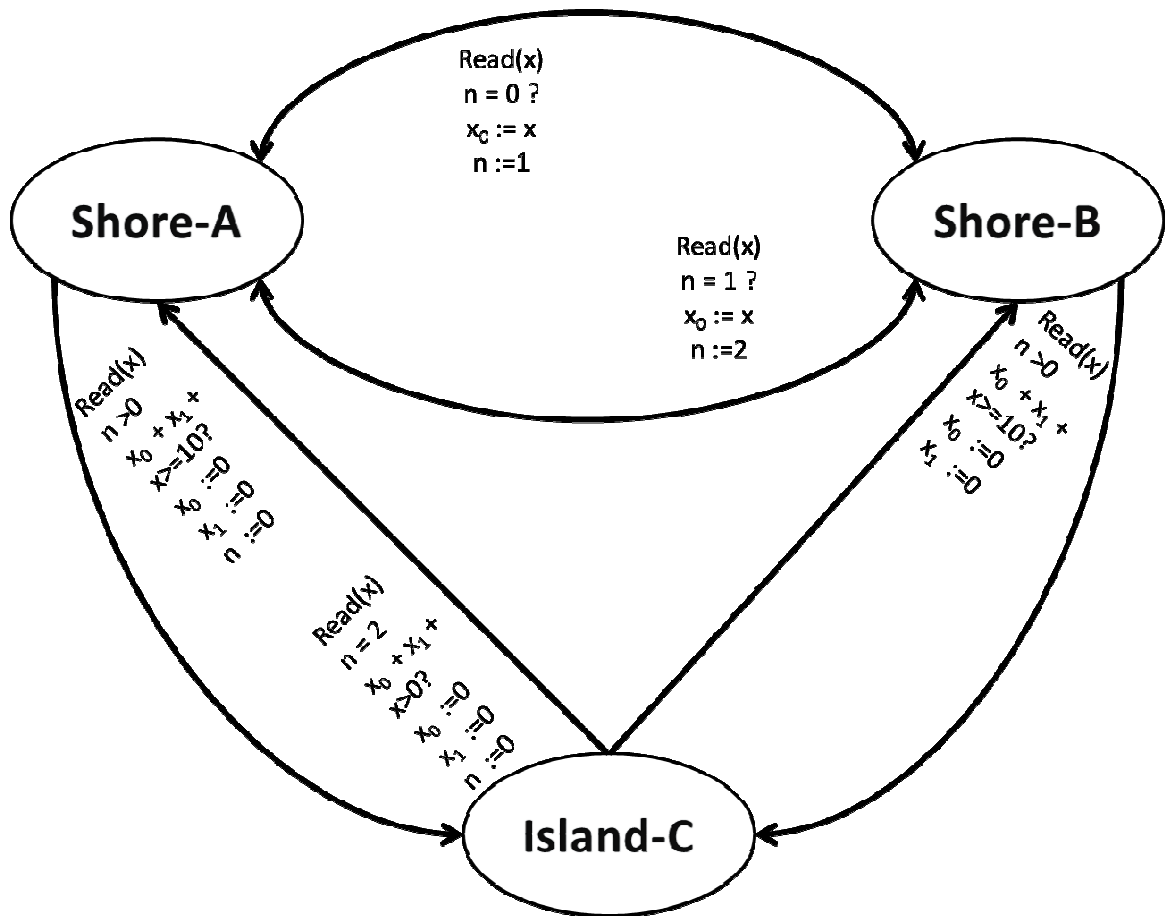 Read(x)
n = 0 ?
x₀ := x
n :=1
Shore-A
Shore-B
Read(x)
n = 1 ?
x₀ := x
n :=2
Read(x)
n >0
x₀ + x₁ +
x>=10?
x₀ :=0
x₁ :=0
n :=0
Read(x)
n >0
x₀ + x₁ +
x>=10?
x₀ :=0
x₁ :=0
Read(x)
n = 2
x₀ + x₁ +
x>0?
x₀ :=0
x₁ :=0
n :=0
Island-C